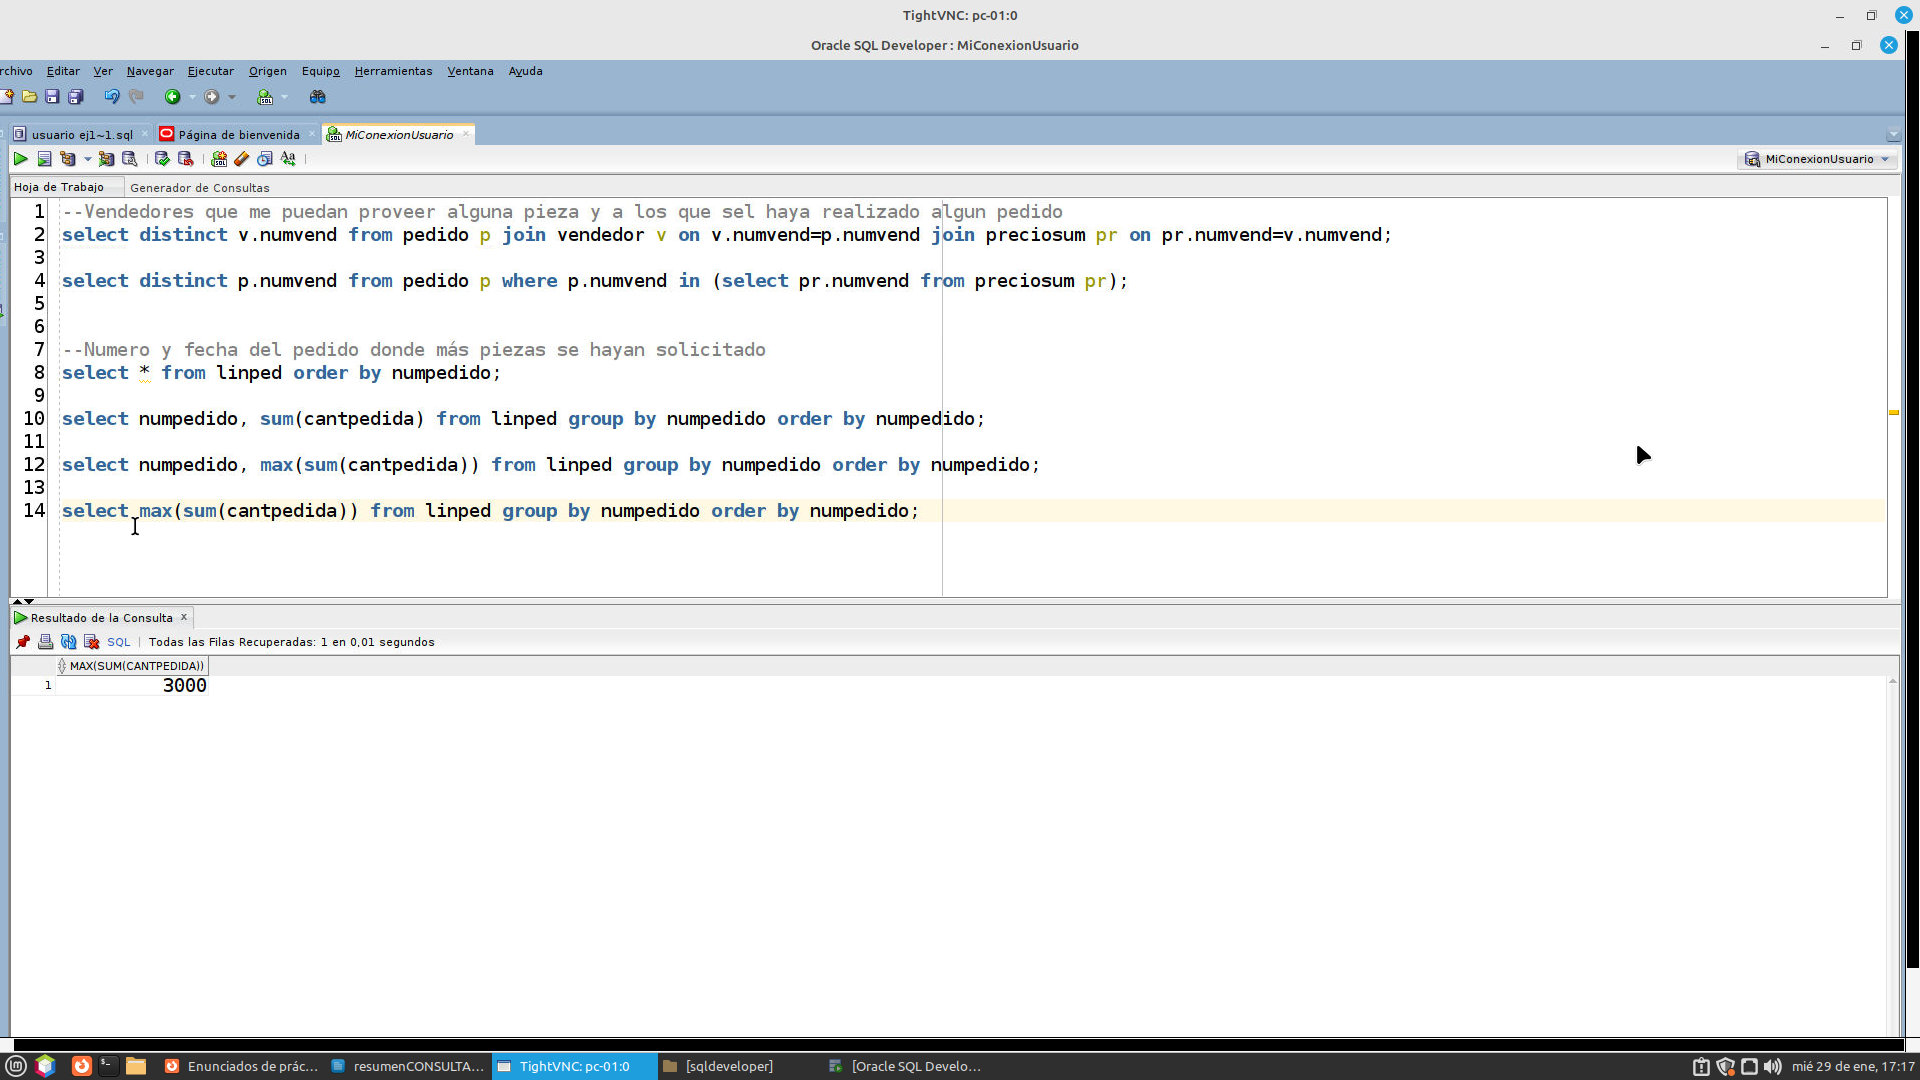 TightVNC: pc-01:0
Oracle SQL Developer : MiConexionUsuario
rchivo Editar Ver Navegar Ejecutar Origen Equipo Herramientas Ventana Ayuda
usuario ej1~1.sql Página de bienvenida MiConexionUsuario
MiConexionUsuario
Hoja de Trabajo Generador de Consultas
1 --Vendedores que me puedan proveer alguna pieza y a los que sel haya realizado algun pedido
2 select distinct v.numvend from pedido p join vendedor v on v.numvend=p.numvend join preciosum pr on pr.numvend=v.numvend;
3
4 select distinct p.numvend from pedido p where p.numvend in (select pr.numvend from preciosum pr);
5
6
7 --Numero y fecha del pedido donde más piezas se hayan solicitado
8 select * from linped order by numpedido;
9
10 select numpedido, sum(cantpedida) from linped group by numpedido order by numpedido;
11
12 select numpedido, max(sum(cantpedida)) from linped group by numpedido order by numpedido;
13
14 select max(sum(cantpedida)) from linped group by numpedido order by numpedido;
Resultado de la Consulta x
SQL | Todas las Filas Recuperadas: 1 en 0,01 segundos
MAX(SUM(CANTPEDIDA))
1 3000
Enunciados de prác... resumenCONSULTA... TightVNC: pc-01:0 [sqldeveloper] [Oracle SQL Develo... mié 29 de ene, 17:17